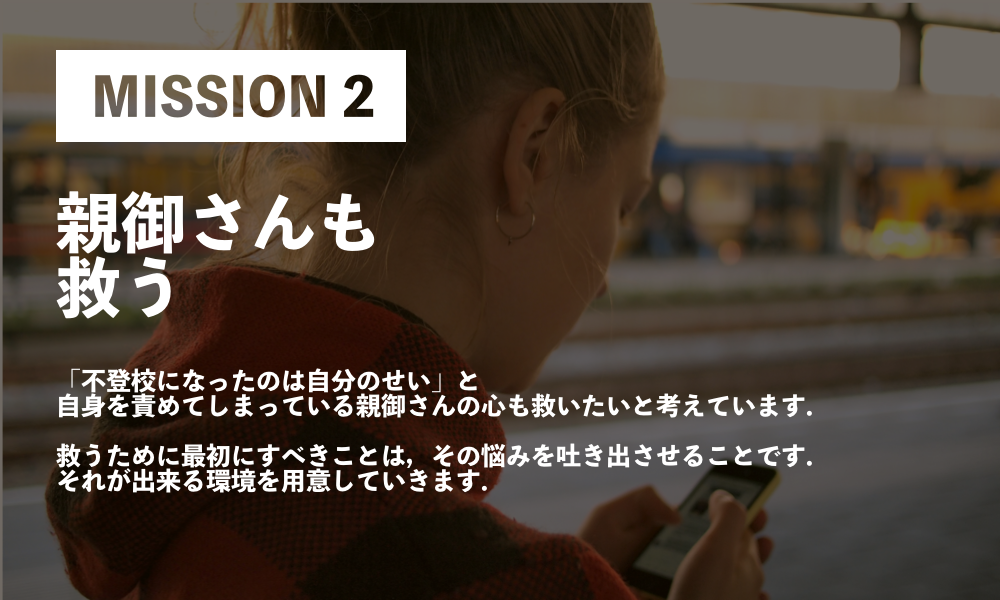 MISSION 2
親御さんも
救う
「不登校になったのは自分のせい」と
自身を責めてしまっている親御さんの心も救いたいと考えています.
救うために最初にすべきことは，その悩みを吐き出させることです.
それが出来る環境を用意していきます.